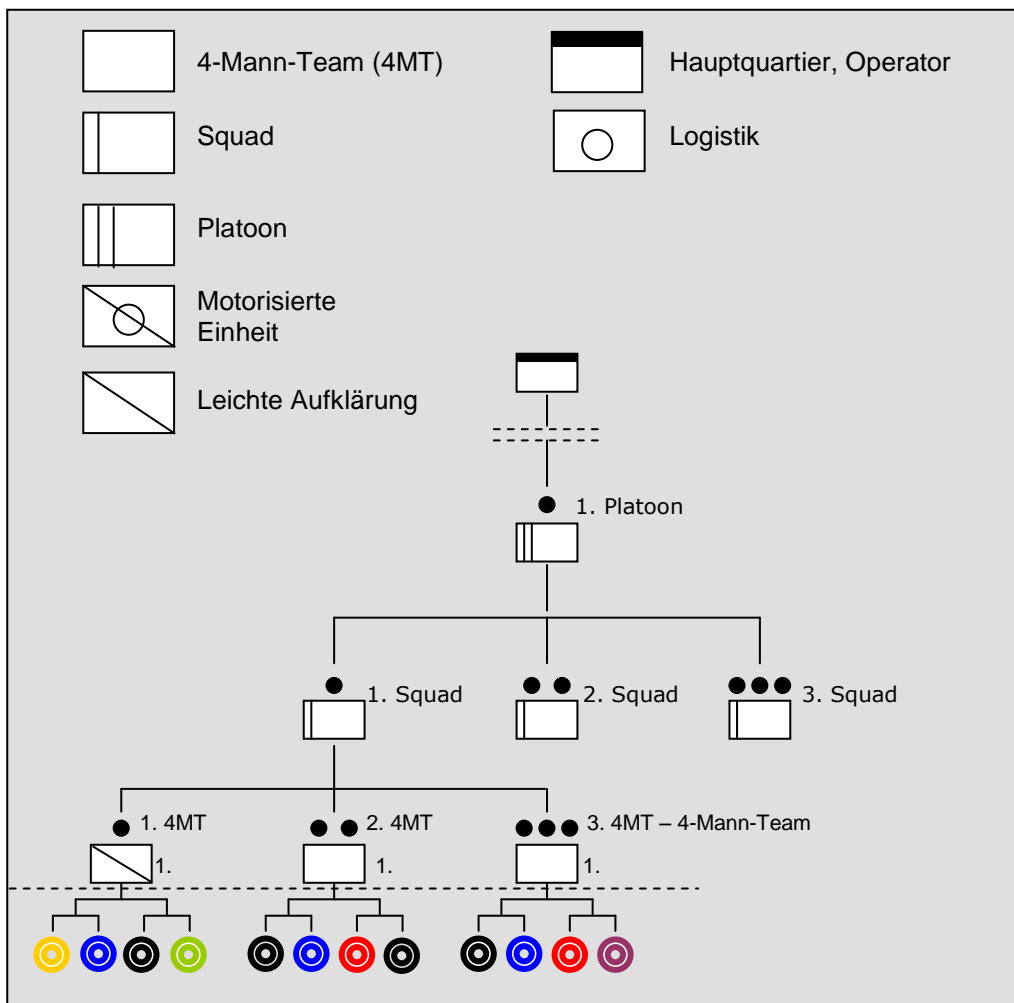 4-Mann-Team (4MT)
Hauptquartier, Operator
Squad
Logistik
Platoon
Motorisierte
Einheit
Leichte Aufklärung
1. Platoon
1. Squad
2. Squad
3. Squad
1. 4MT
2. 4MT
3. 4MT – 4-Mann-Team
1.
1.
1.